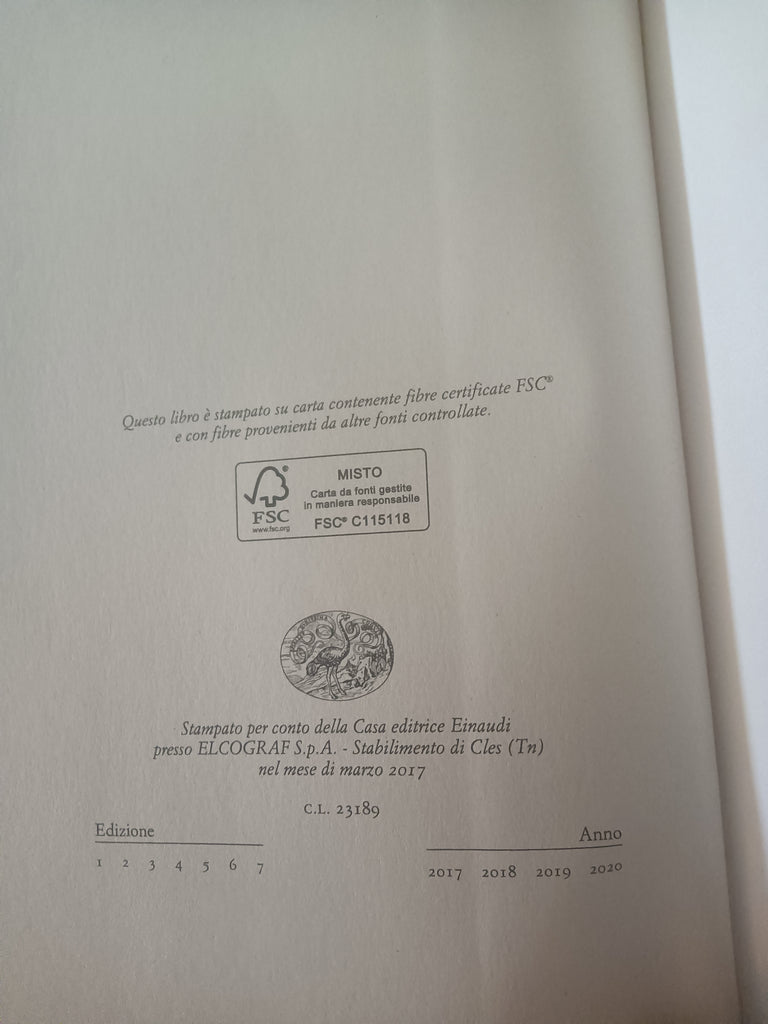 Questo libro è stampato su carta contenente fibre certificate FSC®
e con fibre provenienti da altre fonti controllate.
FSC
www.fsc.org
MISTO
Carta da fonti gestite
in maniera responsabile
FSC® C115118
Stampato per conto della Casa editrice Einaudi
presso ELCOGRAF S.p.A. - Stabilimento di Cles (Tn)
nel mese di marzo 2017
C.L. 23189
Edizione
1 2 3 4 5 6 7
Anno
2017 2018 2019 2020